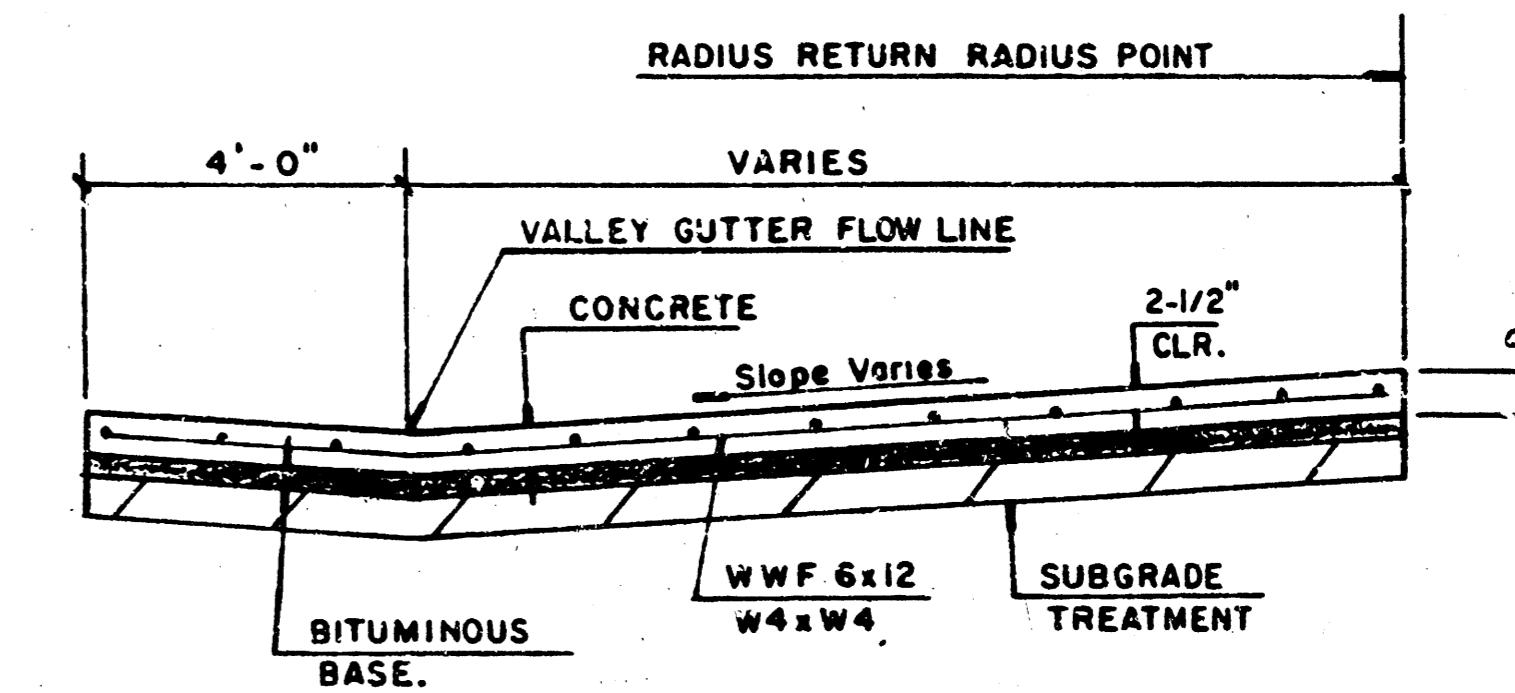 RADIUS RETURN RADIUS POINT
4'-0"
VARIES
VALLEY GUTTER FLOW LINE
CONCRETE
2-1/2"
CLR.
Slope Varies
WWF 6x12
W4xW4
SUBGRADE
TREATMENT
BITUMINOUS
BASE.